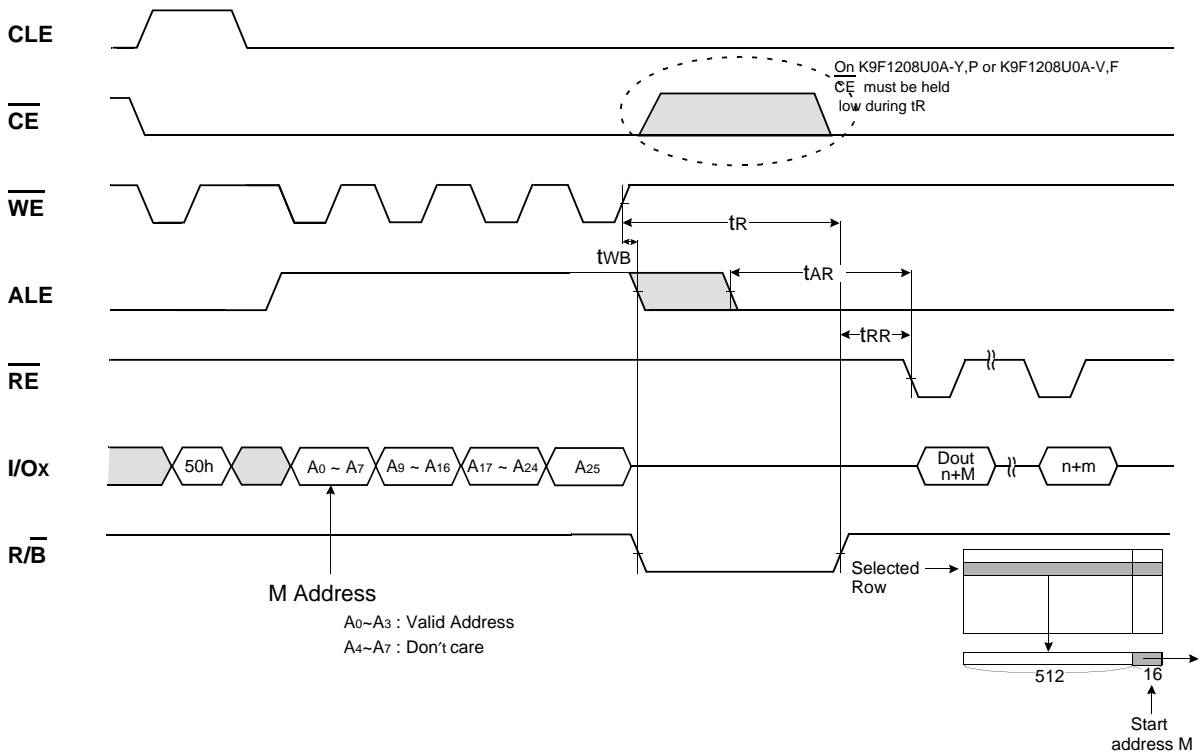 CLE
On K9F1208U0A-Y,P or K9F1208U0A-V,F
CE must be held
low during tR
CE
WE
tR
tWB
ALE
tAR
tRR
RE
I/Ox
50h
A0 ~ A7
A9 ~ A16
A17 ~ A24
A25
Dout
n+M
n+m
R/B
M Address
A0~A3 : Valid Address
A4~A7 : Don't care
Selected
Row
512
16
Start
address M